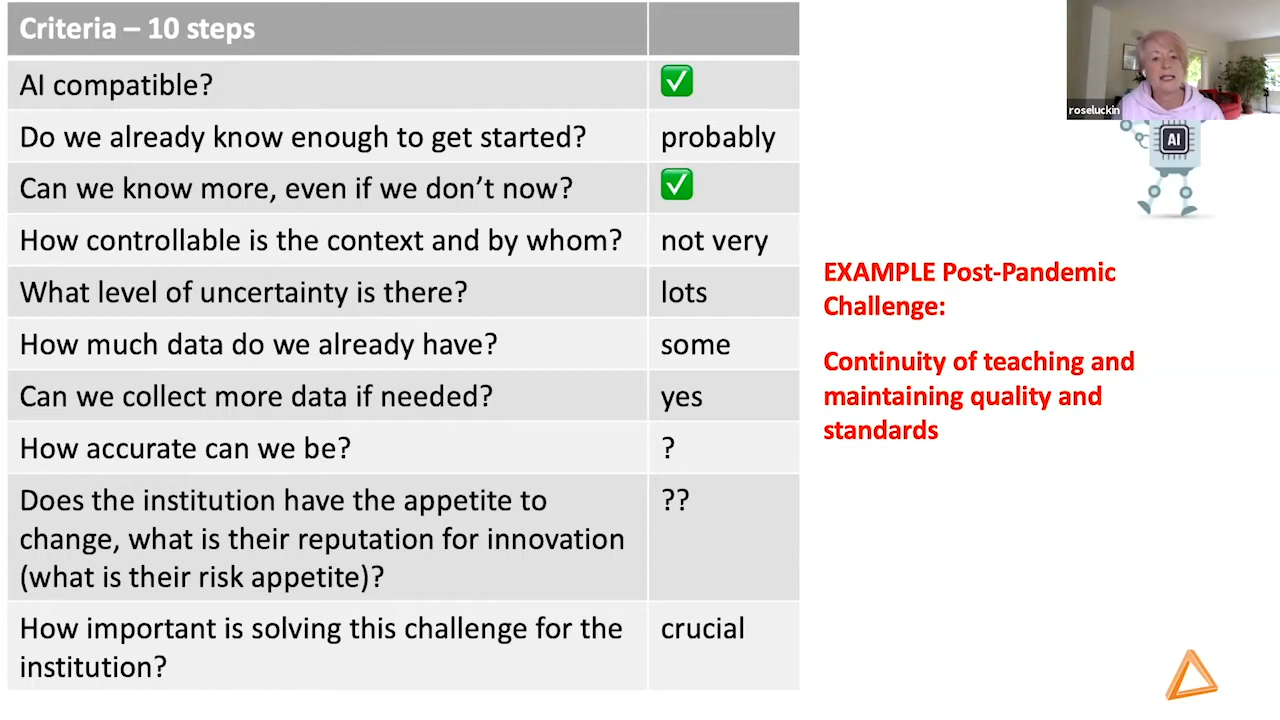 Criteria – 10 steps
AI compatible?
✅
Do we already know enough to get started?
probably
Can we know more, even if we don’t now?
✅
How controllable is the context and by whom?
not very
What level of uncertainty is there?
lots
How much data do we already have?
some
Can we collect more data if needed?
yes
How accurate can we be?
?
Does the institution have the appetite to
change, what is their reputation for innovation
(what is their risk appetite)?
??
How important is solving this challenge for the
institution?
crucial
roseluckin
AI
EXAMPLE Post-Pandemic
Challenge:
Continuity of teaching and
maintaining quality and
standards